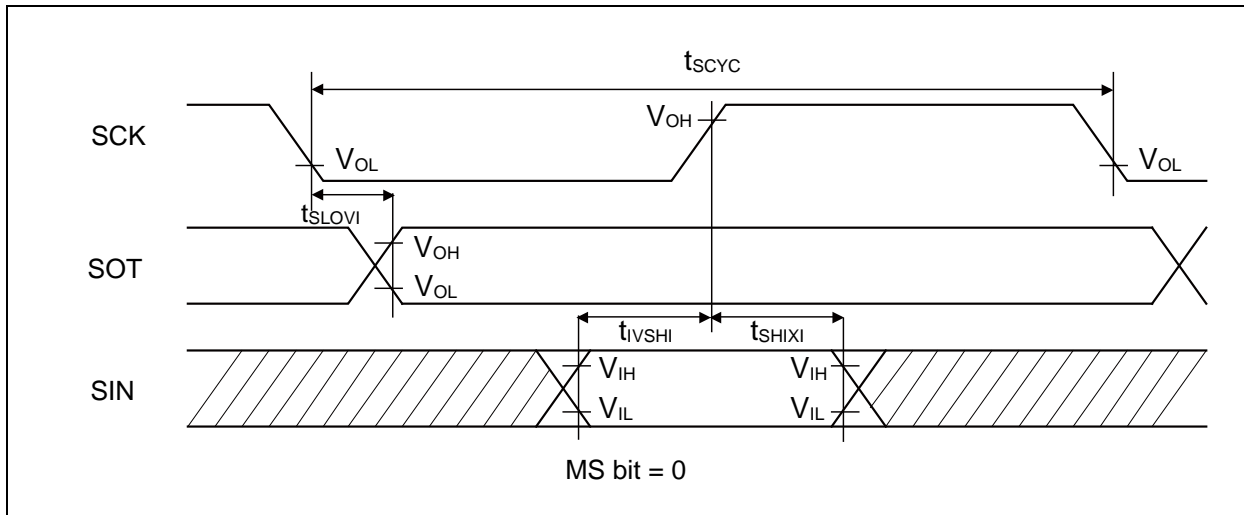 tSCYC
SCK
VOH
VOL
VOL
tSLOVI
SOT
VOH
VOL
tIVSHI
tSHIXI
SIN
VIH
VIH
VIL
VIL
MS bit = 0